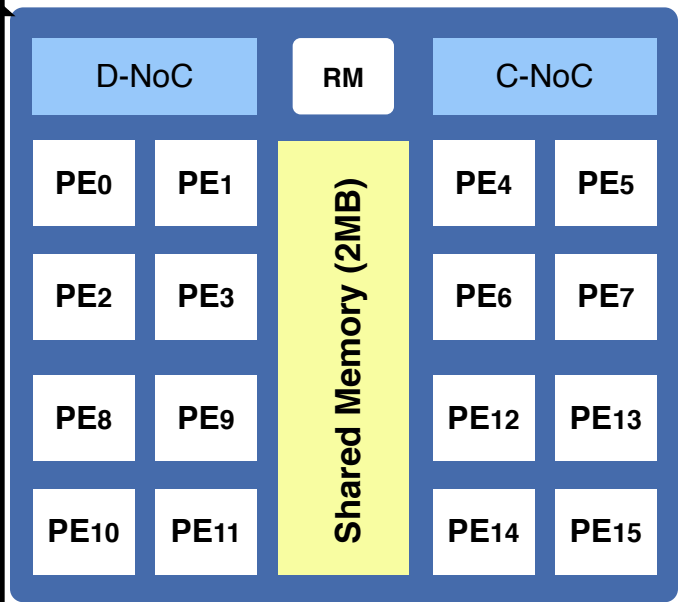 D-NoC
RM
C-NoC
PE0
PE1
PE4
PE5
PE2
PE3
PE6
PE7
PE8
PE9
PE12
PE13
PE10
PE11
PE14
PE15
Shared Memory (2MB)